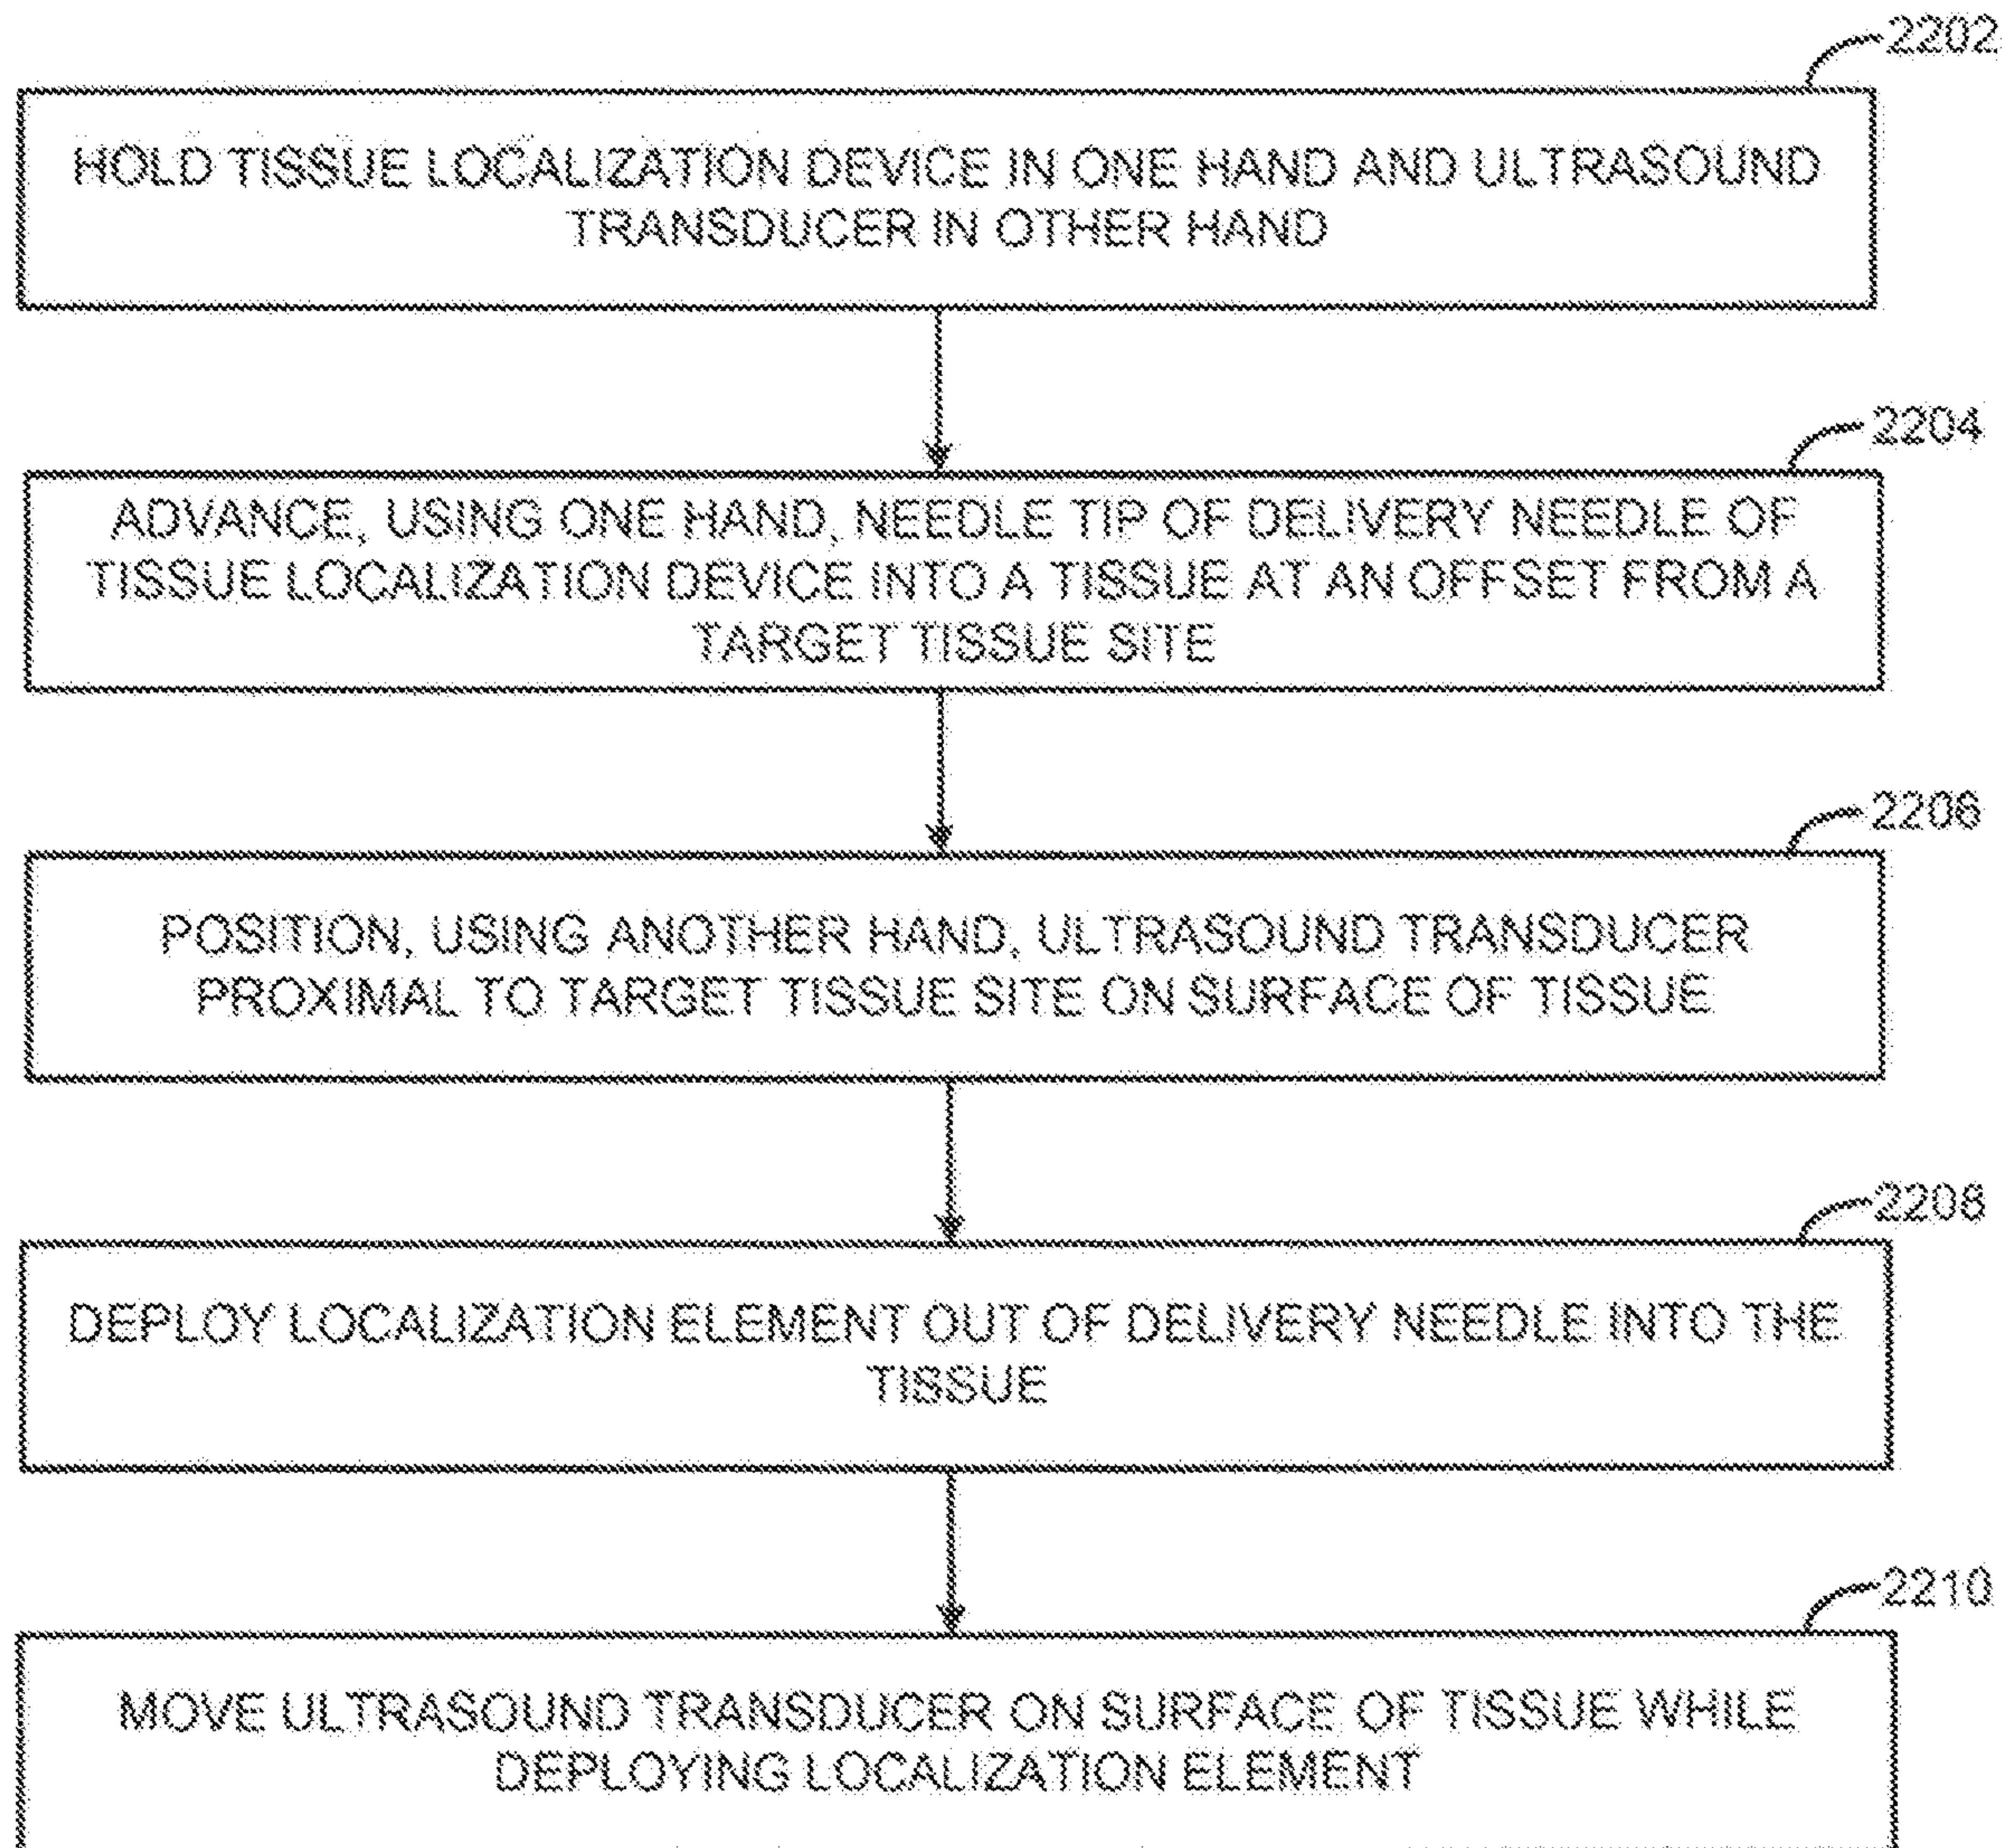 2202
HOLD TISSUE LOCALIZATION DEVICE IN ONE HAND AND ULTRASOUND
TRANSDUCER IN OTHER HAND
2204
ADVANCE, USING ONE HAND, NEEDLE TIP OF DELIVERY NEEDLE OF
TISSUE LOCALIZATION DEVICE INTO A TISSUE AT AN OFFSET FROM A
TARGET TISSUE SITE
2206
POSITION, USING ANOTHER HAND, ULTRASOUND TRANSDUCER
PROXIMAL TO TARGET TISSUE SITE ON SURFACE OF TISSUE
2208
DEPLOY LOCALIZATION ELEMENT OUT OF DELIVERY NEEDLE INTO THE
TISSUE
2210
MOVE ULTRASOUND TRANSDUCER ON SURFACE OF TISSUE WHILE
DEPLOYING LOCALIZATION ELEMENT